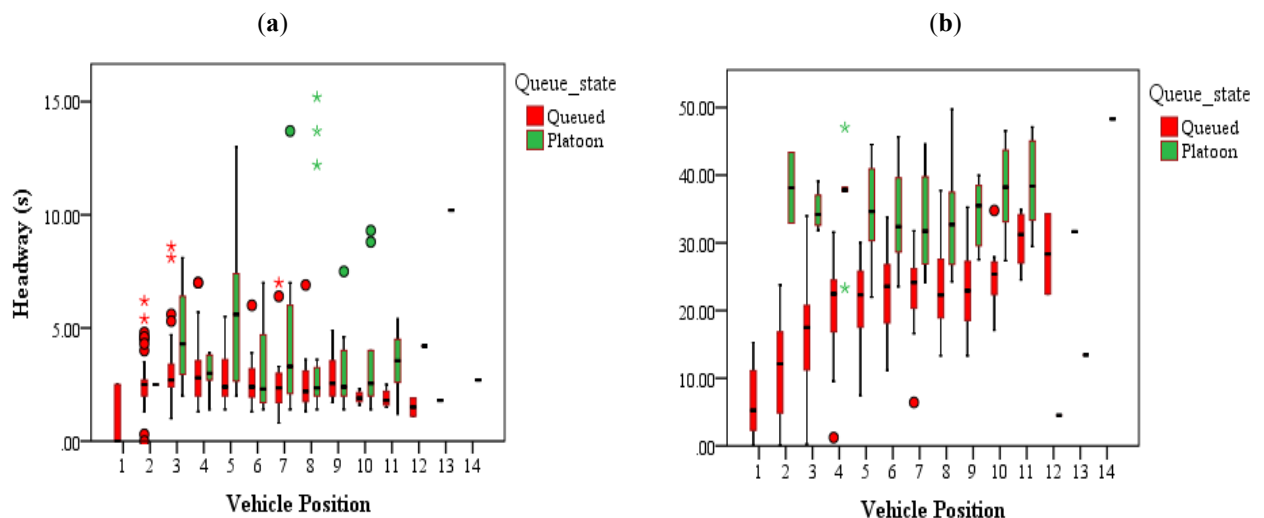 (a)
(b)
Queue_state
Queued
Platoon
Headway (s)
15.00
10.00
5.00
.00
1 2 3 4 5 6 7 8 9 10 11 12 13 14
Vehicle Position
Queue_state
Queued
Platoon
50.00
40.00
30.00
20.00
10.00
.00
1 2 3 4 5 6 7 8 9 10 11 12 13 14
Vehicle Position